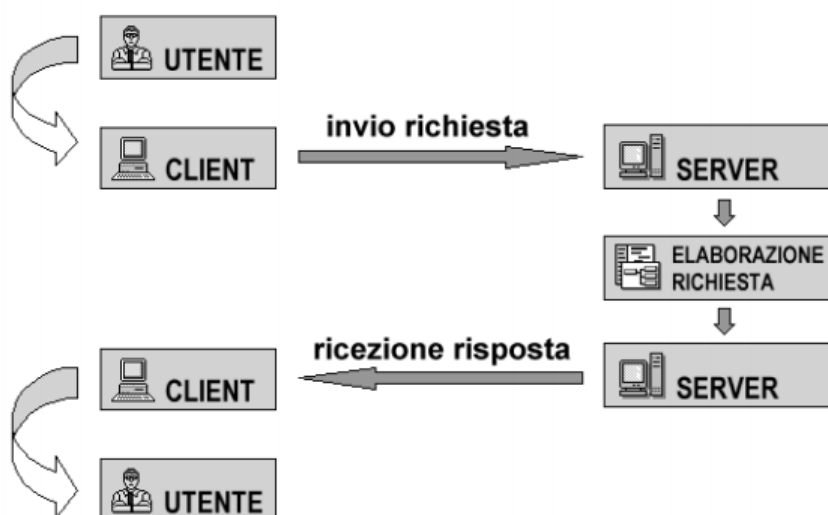 UTENTE
CLIENT
invio richiesta
SERVER
ELABORAZIONE
RICHIESTA
SERVER
ricezione risposta
CLIENT
UTENTE